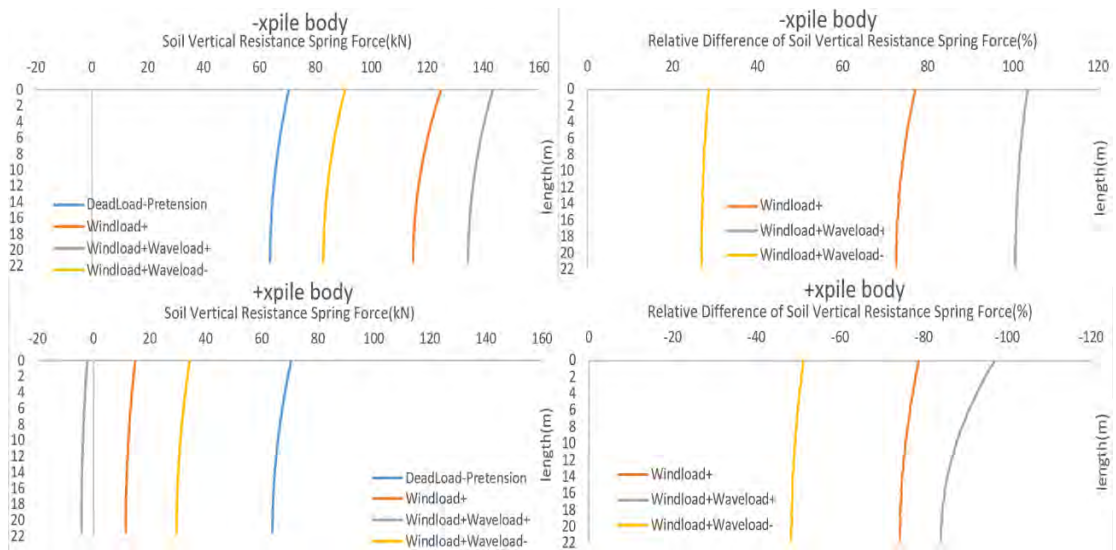 -xpile body
Soil Vertical Resistance Spring Force(kN)
-20 0 20 40 60 80 100 120 140 160
0
2
4
6
8
10
12
14
16
18
20
22
length(m)
DeadLoad-Pretension
Windload+
Windload+Waveload+
Windload+Waveload-
-xpile body
Relative Difference of Soil Vertical Resistance Spring Force(%)
0 20 40 60 80 100 120
0
2
4
6
8
10
12
14
16
18
20
22
length(m)
Windload+
Windload+Waveload+
Windload+Waveload-
+xpile body
Soil Vertical Resistance Spring Force(kN)
-20 0 20 40 60 80 100 120 140 160
0
2
4
6
8
10
12
14
16
18
20
22
length(m)
DeadLoad-Pretension
Windload+
Windload+Waveload+
Windload+Waveload-
+xpile body
Relative Difference of Soil Vertical Resistance Spring Force(%)
0 -20 -40 -60 -80 -100 -120
0
2
4
6
8
10
12
14
16
18
20
22
length(m)
Windload+
Windload+Waveload+
Windload+Waveload-